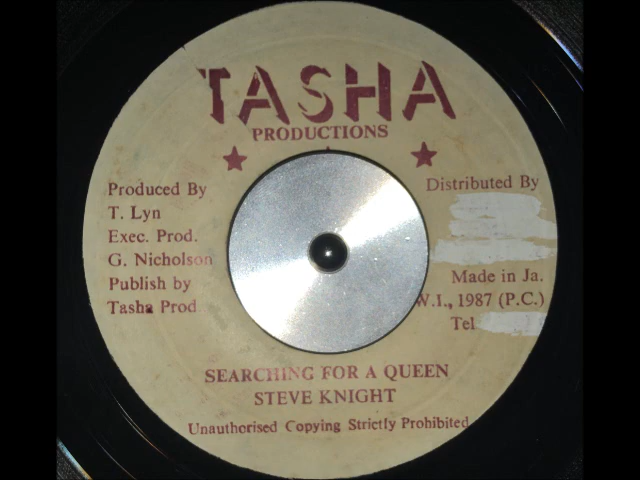 TASHA
PRODUCTIONS
Produced By
T. Lyn
Exec. Prod.
G. Nicholson
Publish by
Tasha Prod
Distributed By
Made in Ja.
W.I., 1987 (P.C.)
Tel
SEARCHING FOR A QUEEN
STEVE KNIGHT
Unauthorised Copying Strictly Prohibited